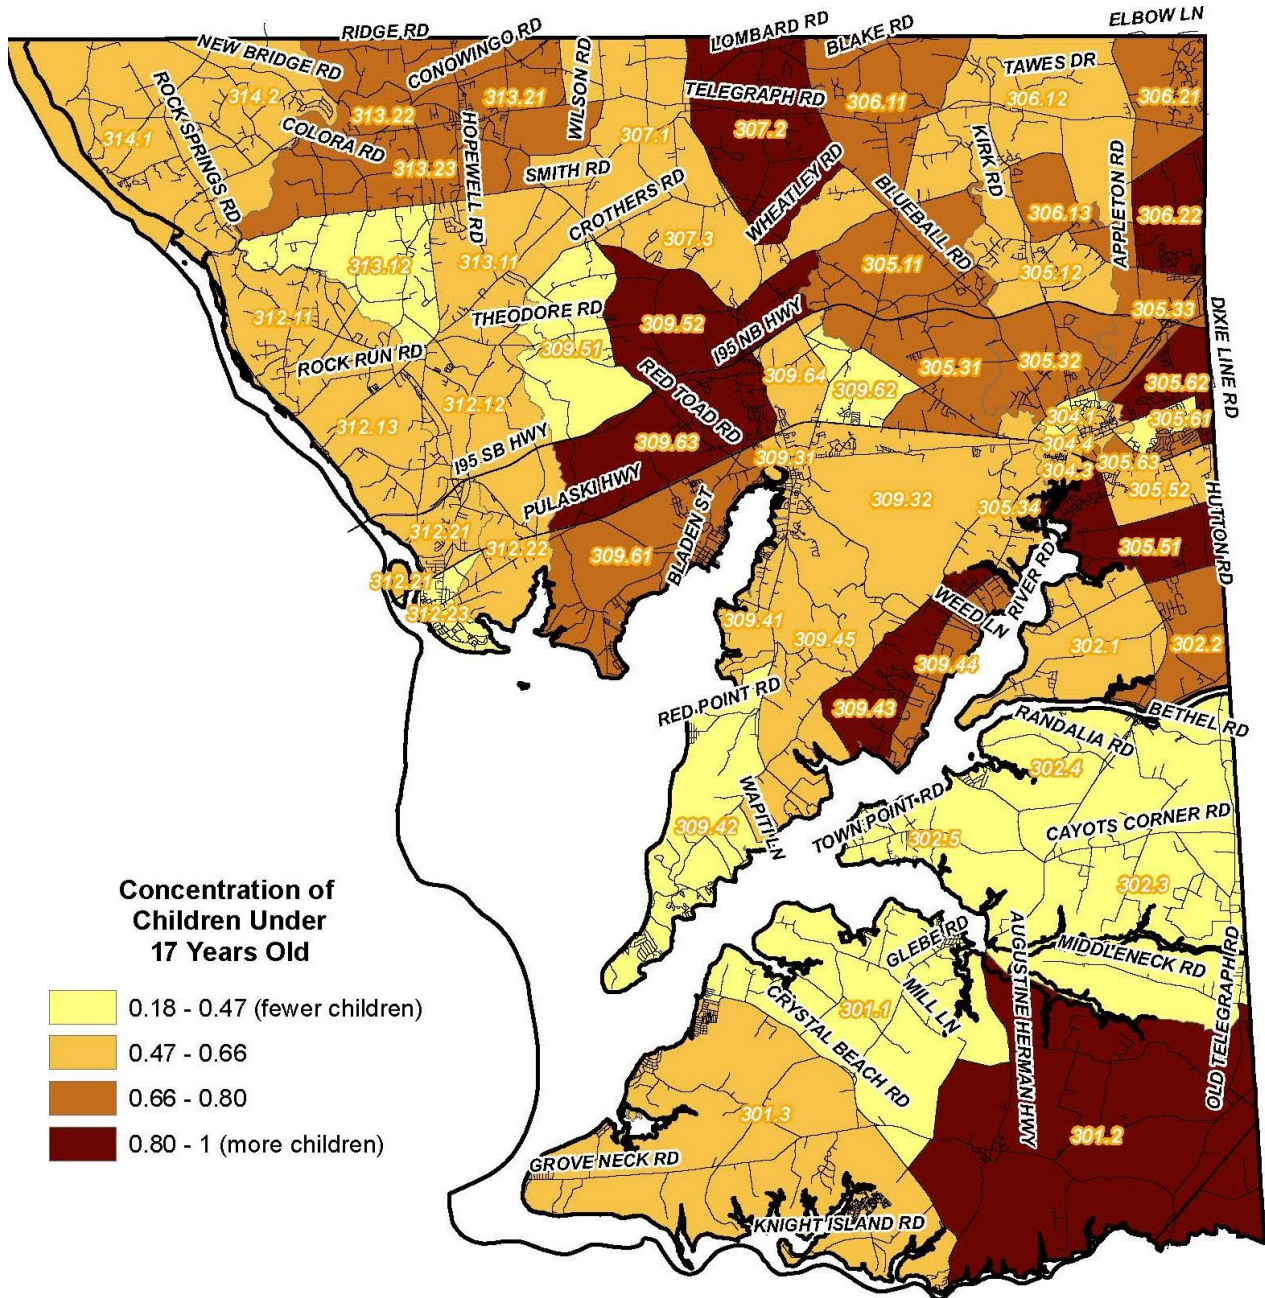 ELBOW LN
RIDGE RD
CONOWINGO RD
LOMBARD RD
BLAKE RD
NEW BRIDGE RD
WILSON RD
TAWES DR
ROCK SPRINGS RD
314.2
313.22
313.21
TELEGRAPH RD
306.11
306.12
306.21
314.1
COLORA RD
HOPEWELL RD
307.1
307.2
KIRK RD
313.23
SMITH RD
WHEATLEY RD
BLUEBALL RD
APPLETON RD
CROTHERS RD
306.13
306.22
307.3
313.12
313.11
305.11
305.12
312.11
THEODORE RD
309.52
I95 NB HWY
305.33
DIXIE LINE RD
ROCK RUN RD
309.51
RED TOAD RD
309.64
309.62
305.31
305.32
305.62
312.12
304.1
305.61
312.13
I95 SB HWY
309.63
304.4
309.31
304.3
305.63
PULASKI HWY
309.32
305.34
305.52
HUTTON RD
312.21
312.22
309.61
BLADEN ST
305.51
312.21
RIVER RD
312.23
WEED LN
309.41
309.45
302.1
302.2
309.44
RED POINT RD
309.43
BETHEL RD
RANDALIA RD
302.4
WAPITI LN
TOWN POINT RD
CAYOTS CORNER RD
309.42
302.5
302.3
Concentration of
Children Under
17 Years Old
0.18 - 0.47 (fewer children)
0.47 - 0.66
0.66 - 0.80
0.80 - 1 (more children)
GLEBE RD
AUGUSTINE HERMAN HWY
MIDDLENECK RD
OLD TELEGRAPH RD
MILL LN
301.1
CRYSTAL BEACH RD
301.3
301.2
GROVE NECK RD
KNIGHT ISLAND RD